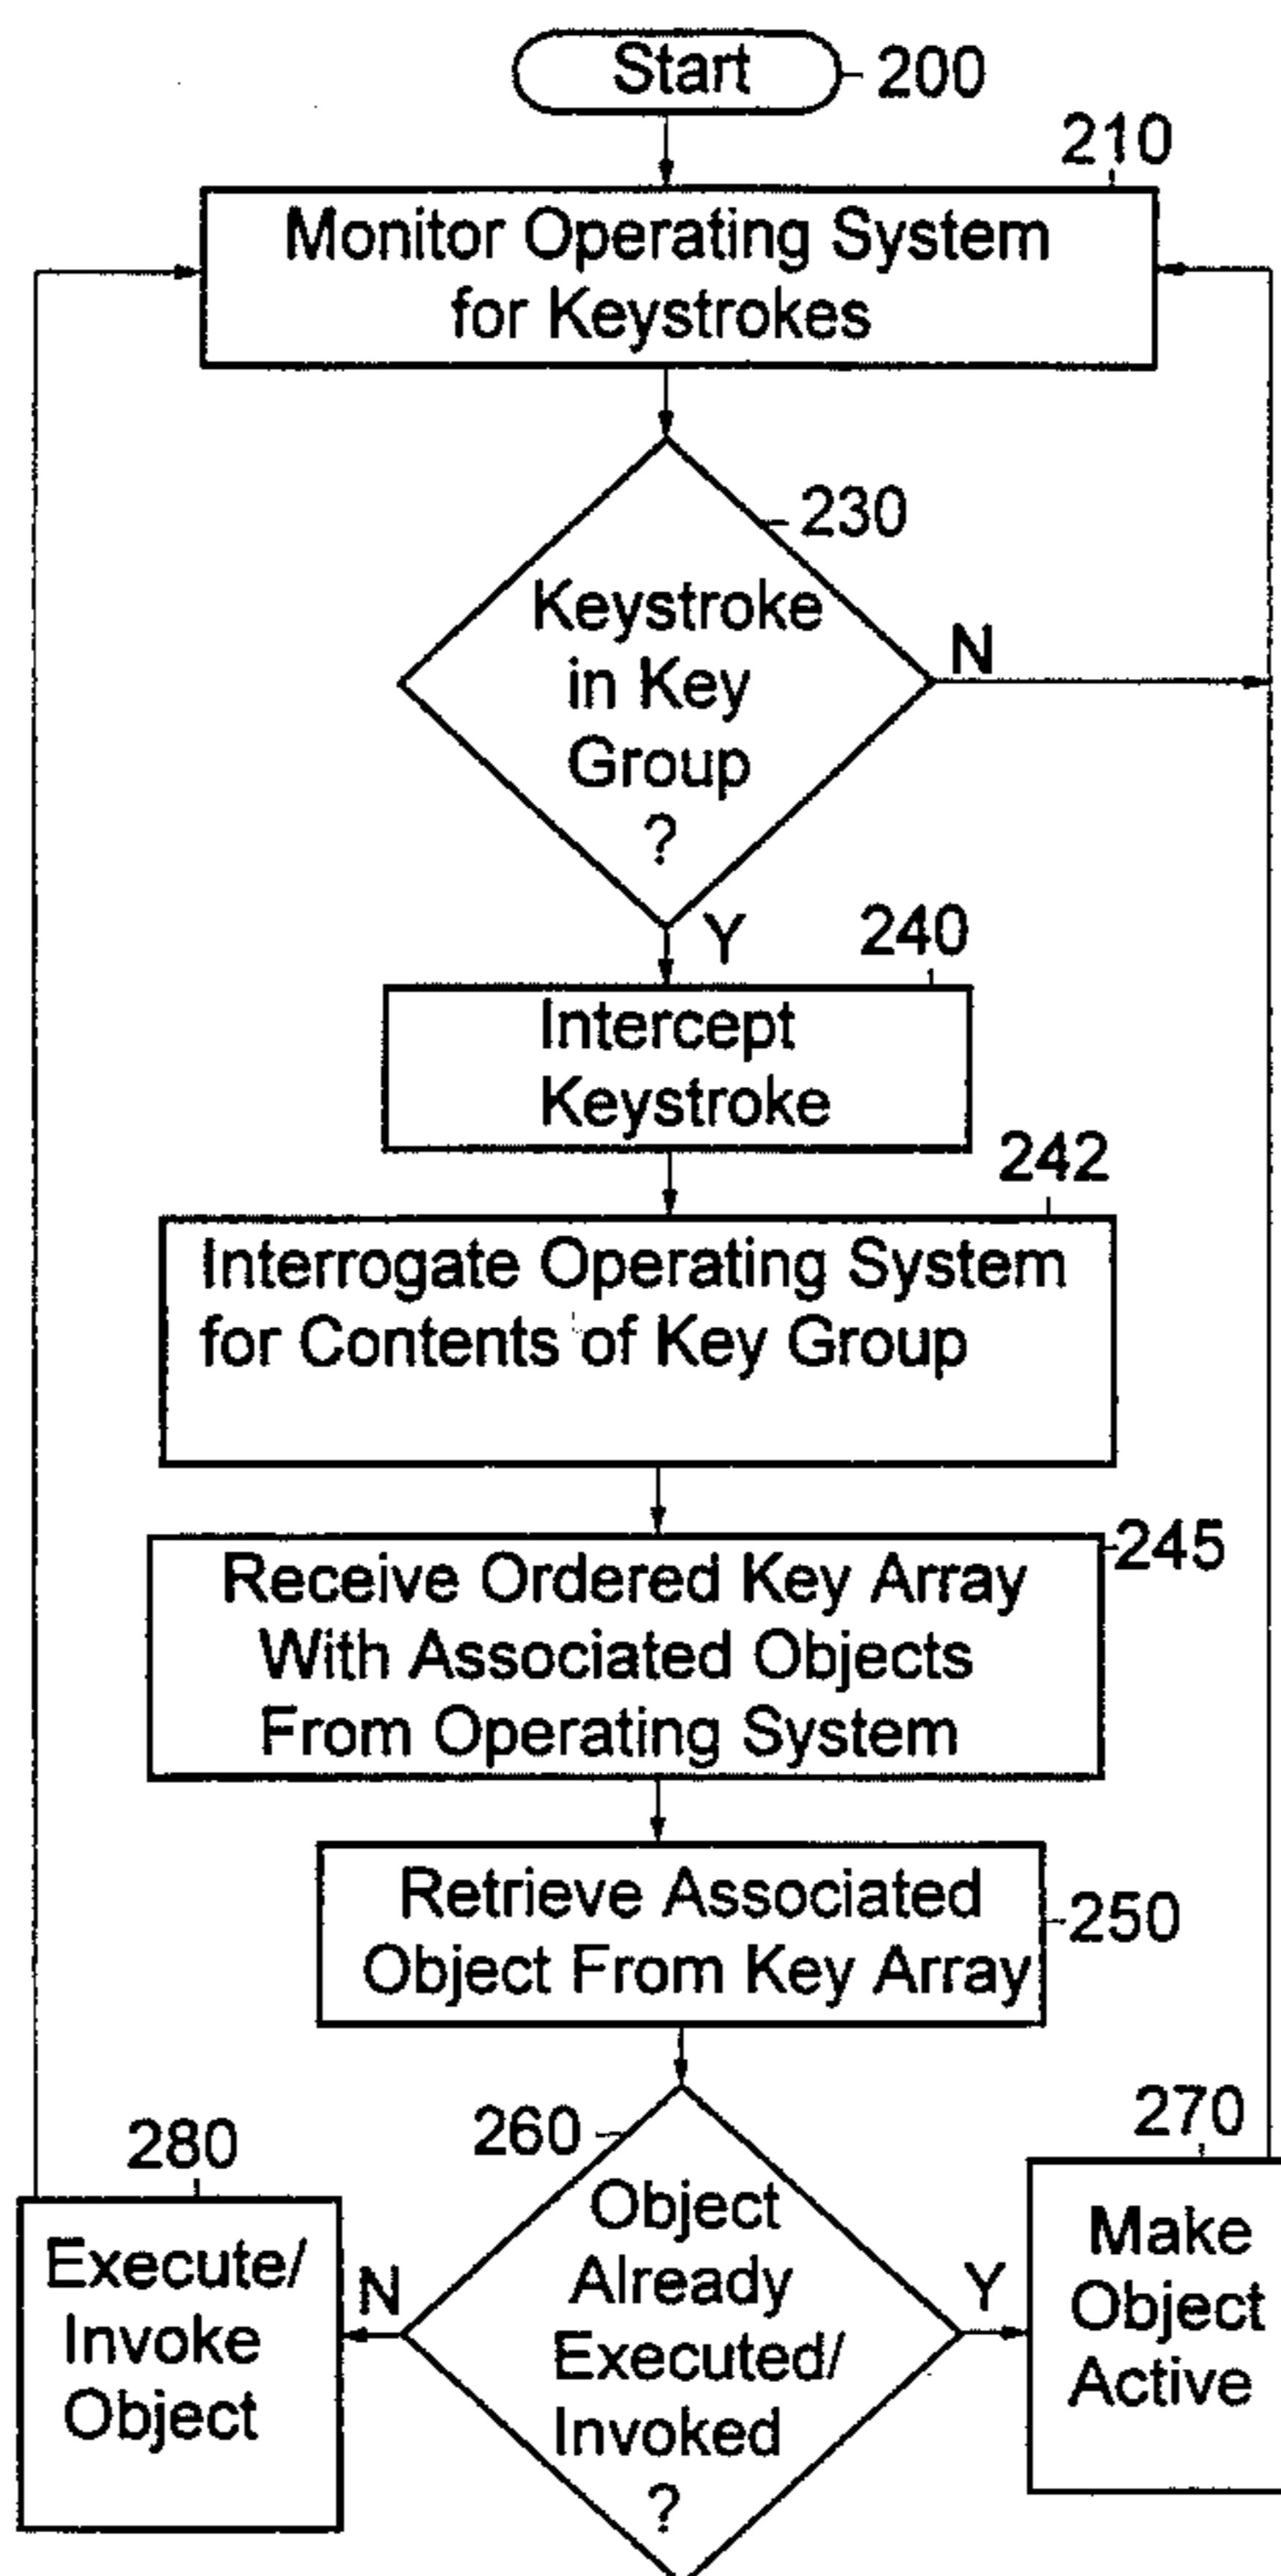 Start
200
210
Monitor Operating System
for Keystrokes
230
Keystroke
in Key
Group
?
N
Y
240
Intercept
Keystroke
242
Interrogate Operating System
for Contents of Key Group
245
Receive Ordered Key Array
With Associated Objects
From Operating System
Retrieve Associated
Object From Key Array
250
260
270
280
Object
Already
Executed/
Invoked
?
N
Y
Execute/
Invoke
Object
Make
Object
Active